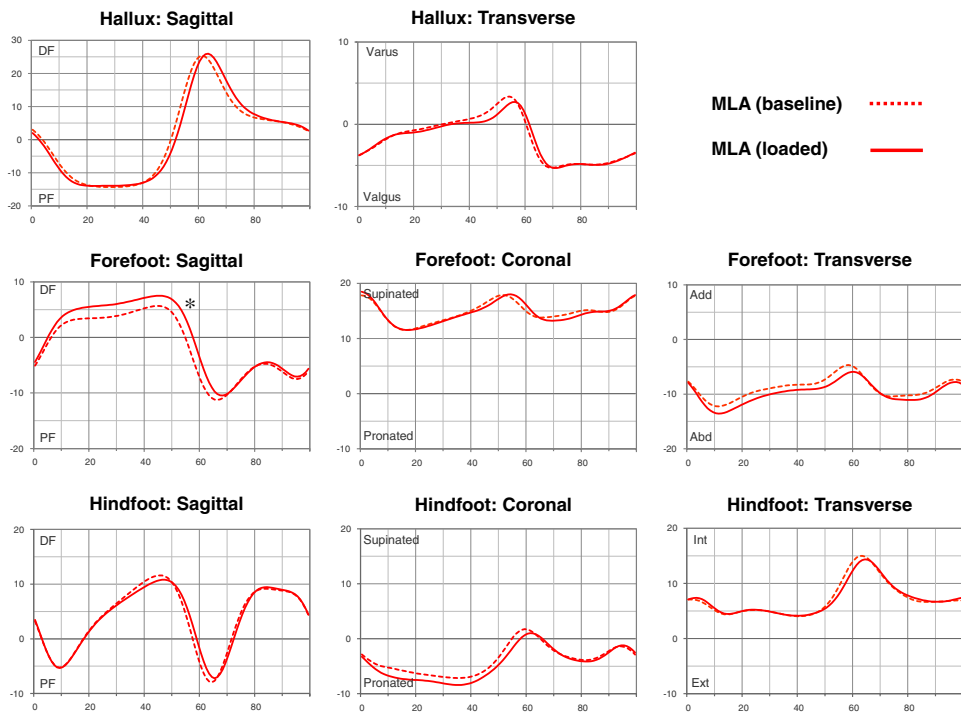 Hallux: Sagittal
Hallux: Transverse
30
DF
20
10
0
-10
PF
-20
0 20 40 60 80
10
Varus
0
Valgus
-10
0 20 40 60 80
MLA (baseline)
MLA (loaded)
Forefoot: Sagittal
Forefoot: Coronal
Forefoot: Transverse
20
DF
10
0
*
-10
PF
-20
0 20 40 60 80
20
Supinated
10
0
Pronated
-10
0 20 40 60 80
10
Add
0
-10
Abd
-20
0 20 40 60 80
Hindfoot: Sagittal
Hindfoot: Coronal
Hindfoot: Transverse
20
DF
10
0
PF
-10
0 20 40 60 80
20
Supinated
10
0
Pronated
-10
0 20 40 60 80
20
Int
10
0
Ext
-10
0 20 40 60 80